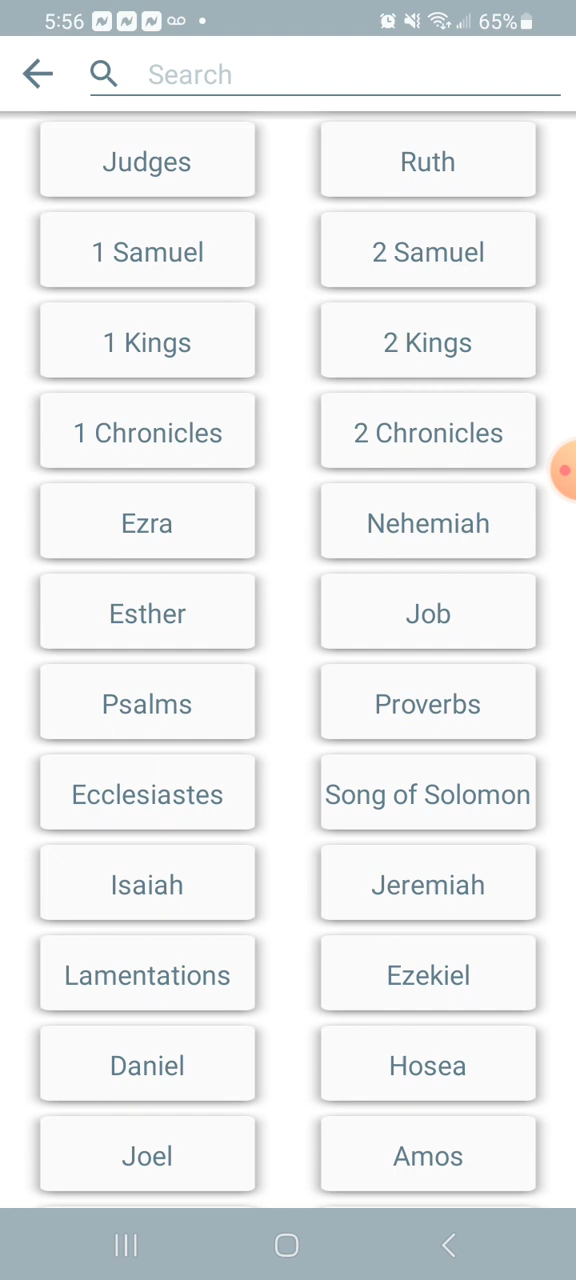 5:56 65%
Search
Judges Ruth
1 Samuel 2 Samuel
1 Kings 2 Kings
1 Chronicles 2 Chronicles
Ezra Nehemiah
Esther Job
Psalms Proverbs
Ecclesiastes Song of Solomon
Isaiah Jeremiah
Lamentations Ezekiel
Daniel Hosea
Joel Amos